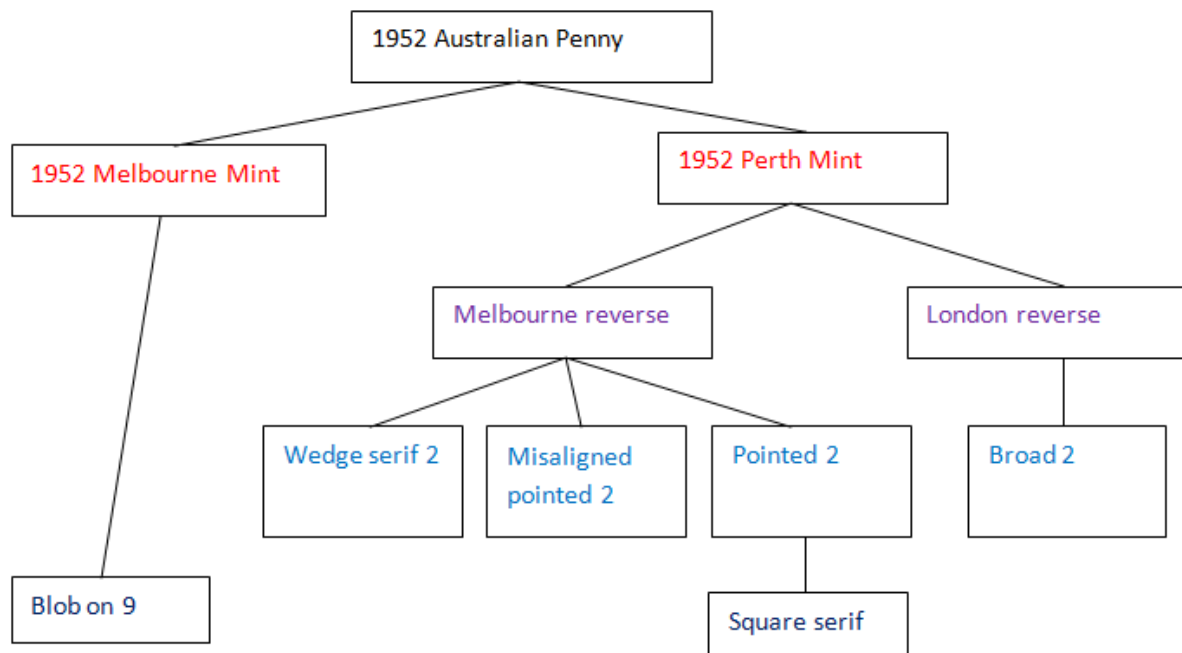 1952 Australian Penny
1952 Melbourne Mint
1952 Perth Mint
Melbourne reverse
London reverse
Wedge serif 2
Misaligned
pointed 2
Pointed 2
Broad 2
Blob on 9
Square serif